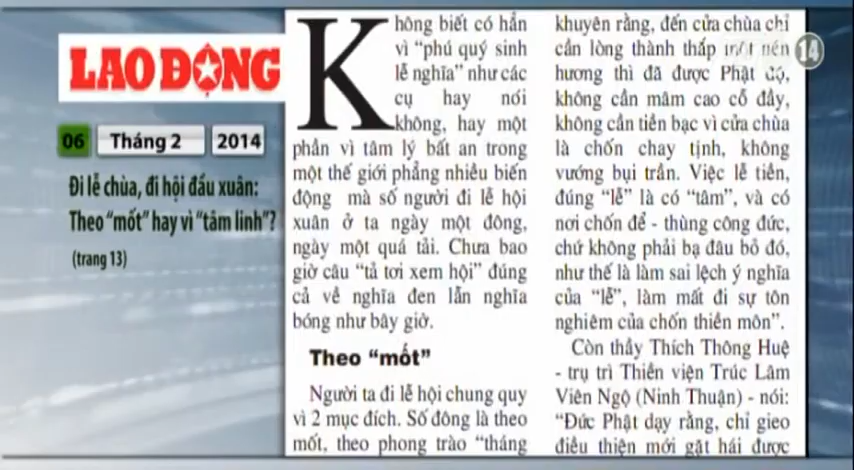 LAO ĐỘNG
06 Tháng 2 2014
Đi lễ chùa, đi hội đầu xuân:
Theo "mốt" hay vì "tâm linh"?
(trang 13)
Không biết có hẳn
vì "phú quý sinh
lễ nghĩa" như các
cụ hay nói
không, hay một
phần vì tâm lý bất an trong
một thế giới phẳng nhiều biến
động mà số người đi lễ hội
xuân ở ta ngày một đông,
ngày một quá tải. Chưa bao
giờ câu "tả tơi xem hội" đúng
cả về nghĩa đen lẫn nghĩa
bóng như bây giờ.
Theo "mốt"
Người ta đi lễ hội chung quy
vì 2 mục đích. Số đông là theo
mốt, theo phong trào "tháng
khuyên rằng, đến cửa chùa chỉ
cần lòng thành thắp một nén
hương thì đã được Phật độ,
không cần mâm cao cỗ đầy,
không cần tiền bạc vì cửa chùa
là chốn chay tịnh, không
vướng bụi trần. Việc lễ tiền,
đúng "lễ" là có "tâm", và có
nơi chốn để - thùng công đức,
chứ không phải bạ đâu bỏ đó,
như thế là làm sai lệch ý nghĩa
của "lễ", làm mất đi sự tôn
nghiêm của chốn thiền môn".
Còn thầy Thích Thông Huệ
- trụ trì Thiền viện Trúc Lâm
Viên Ngộ (Ninh Thuận) - nói:
"Đức Phật dạy rằng, chỉ gieo
điều thiện mới gặt hái được
14